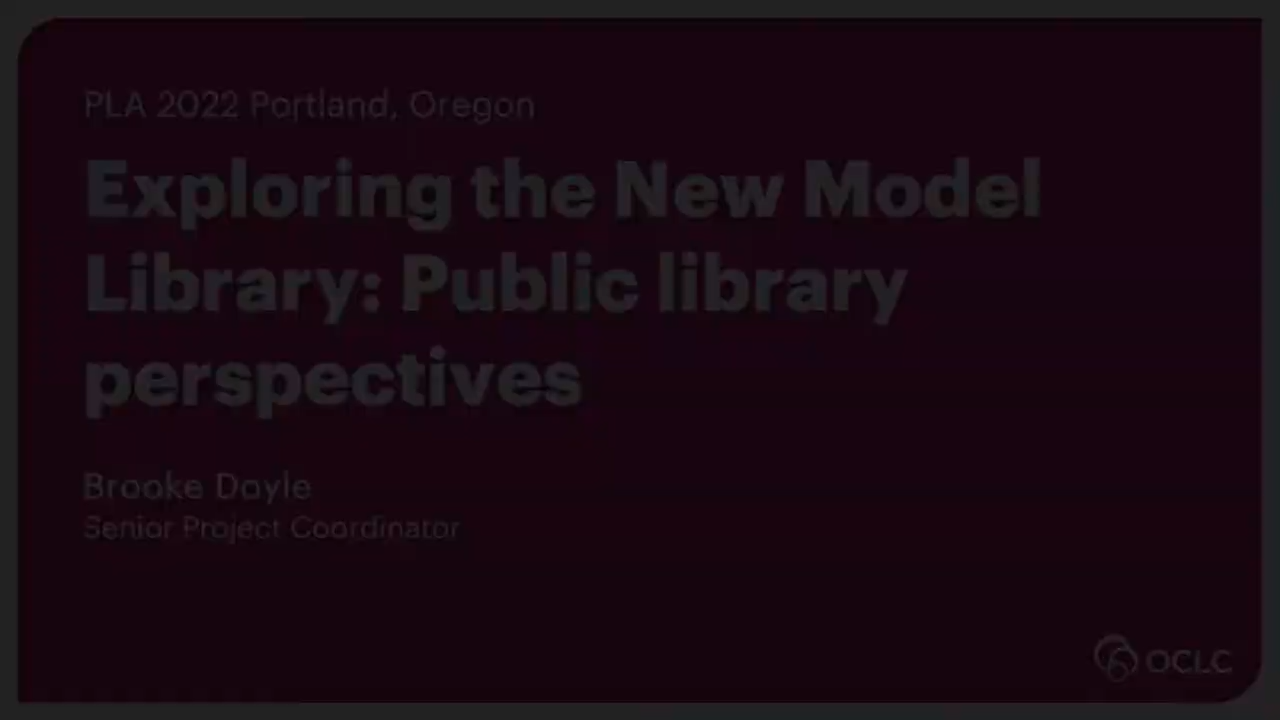 PLA 2022 Portland, Oregon
Exploring the New Model
Library: Public library
perspectives
Brooke Doyle
Senior Project Coordinator
OCLC